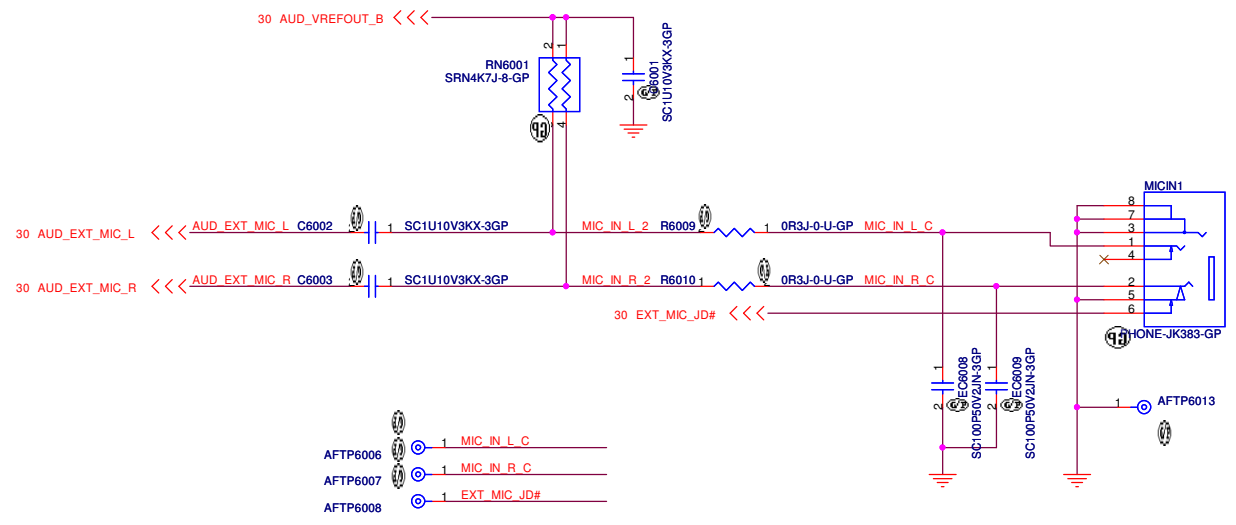 30 AUD_VREFOUT_B
2 1
RN6001
SRN4K7J-8-GP
4
1
2
SC1U10V3KX-3GP
MICIN1
30 AUD_EXT_MIC_L
AUD_EXT_MIC_L C6002 2 1 SC1U10V3KX-3GP
MIC_IN_L_2 R6009 2 1 0R3J-0-U-GP MIC_IN_L_C
30 AUD_EXT_MIC_R
AUD_EXT_MIC_R C6003 2 1 SC1U10V3KX-3GP
MIC_IN_R_2 R6010 1 2 0R3J-0-U-GP MIC_IN_R_C
30 EXT_MIC_JD#
8
7
3
1
4
2
5
6
PHONE-JK383-GP
1
2
EC6008
SC100P50V2JN-3GP
1
2
EC6009
SC100P50V2JN-3GP
1 AFTP6013
AFTP6006 1 MIC_IN_L_C
AFTP6007 1 MIC_IN_R_C
AFTP6008 1 EXT_MIC_JD#